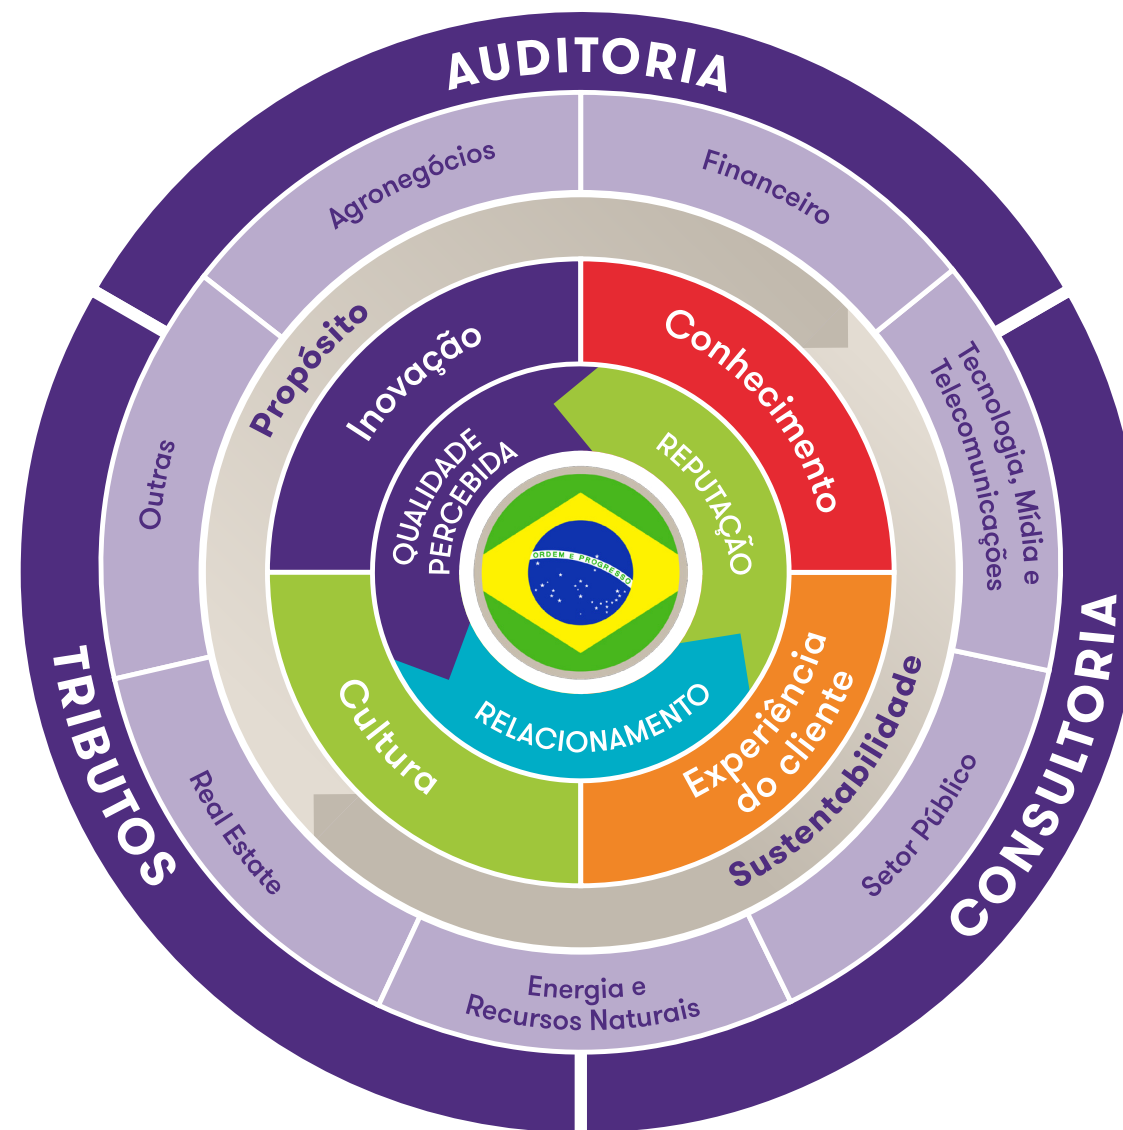 AUDITORIA
Agronegócios
Financeiro
Tecnologia, Mídia e
Telecomunicações
Outras
Propósito
Inovação
Conhecimento
QUALIDADE
PERCEBIDA
REPUTAÇÃO
ORDEM E PROGRESSO
RELACIONAMENTO
Cultura
Experiência
do cliente
Sustentabilidade
TRIBUTOS
CONSULTORIA
Real Estate
Setor Público
Energia e
Recursos Naturais